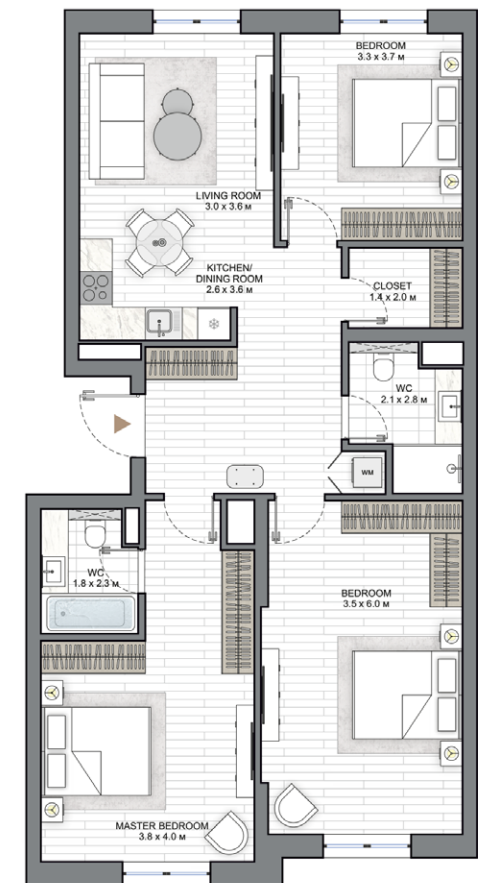 BEDROOM
3.3 x 3.7 м
LIVING ROOM
3.0 x 3.6 м
KITCHEN/
DINING ROOM
2.6 x 3.6 м
CLOSET
1.4 x 2.0 м
WC
2.1 x 2.8 м
WM
WC
1.8 x 2.3 м
BEDROOM
3.5 x 6.0 м
MASTER BEDROOM
3.8 x 4.0 м